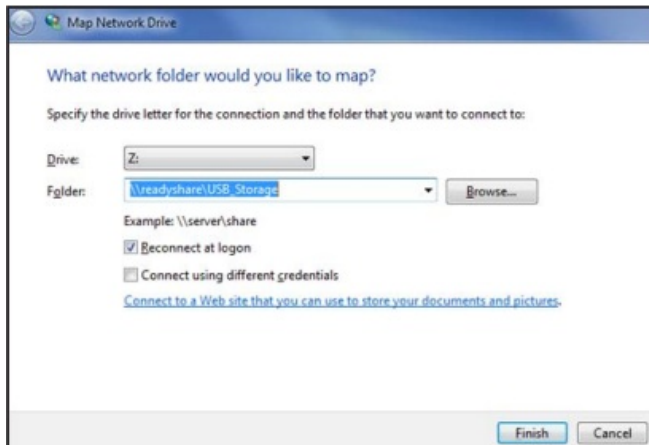 Map Network Drive
What network folder would you like to map?
Specify the drive letter for the connection and the folder that you want to connect to:
Drive: Z:
Folder: \\readyshare\USB_Storage Browse...
Example: \\server\share
Reconnect at logon
Connect using different credentials
Connect to a Web site that you can use to store your documents and pictures.
Finish Cancel